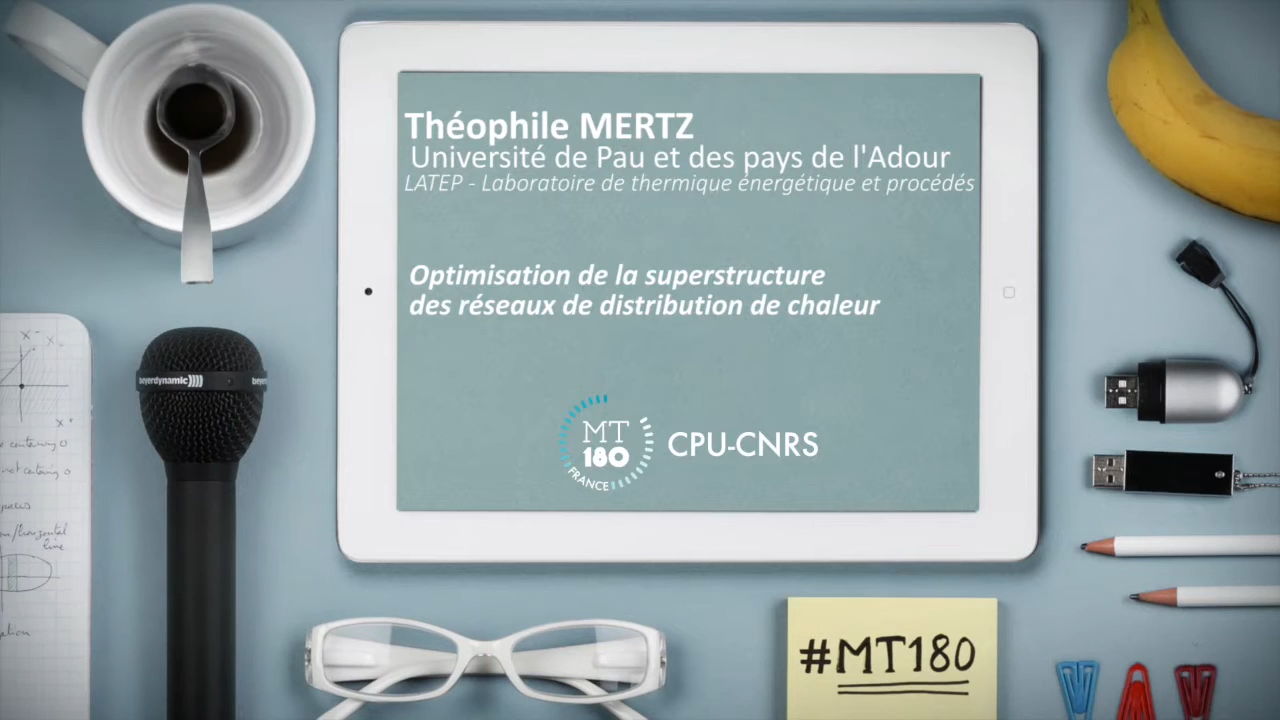 Théophile MERTZ
Université de Pau et des pays de l'Adour
LATEP - Laboratoire de thermique énergétique et procédés
Optimisation de la superstructure
des réseaux de distribution de chaleur
MT
180
FRANCE
CPU-CNRS
beyerdynamic
#MT180
line